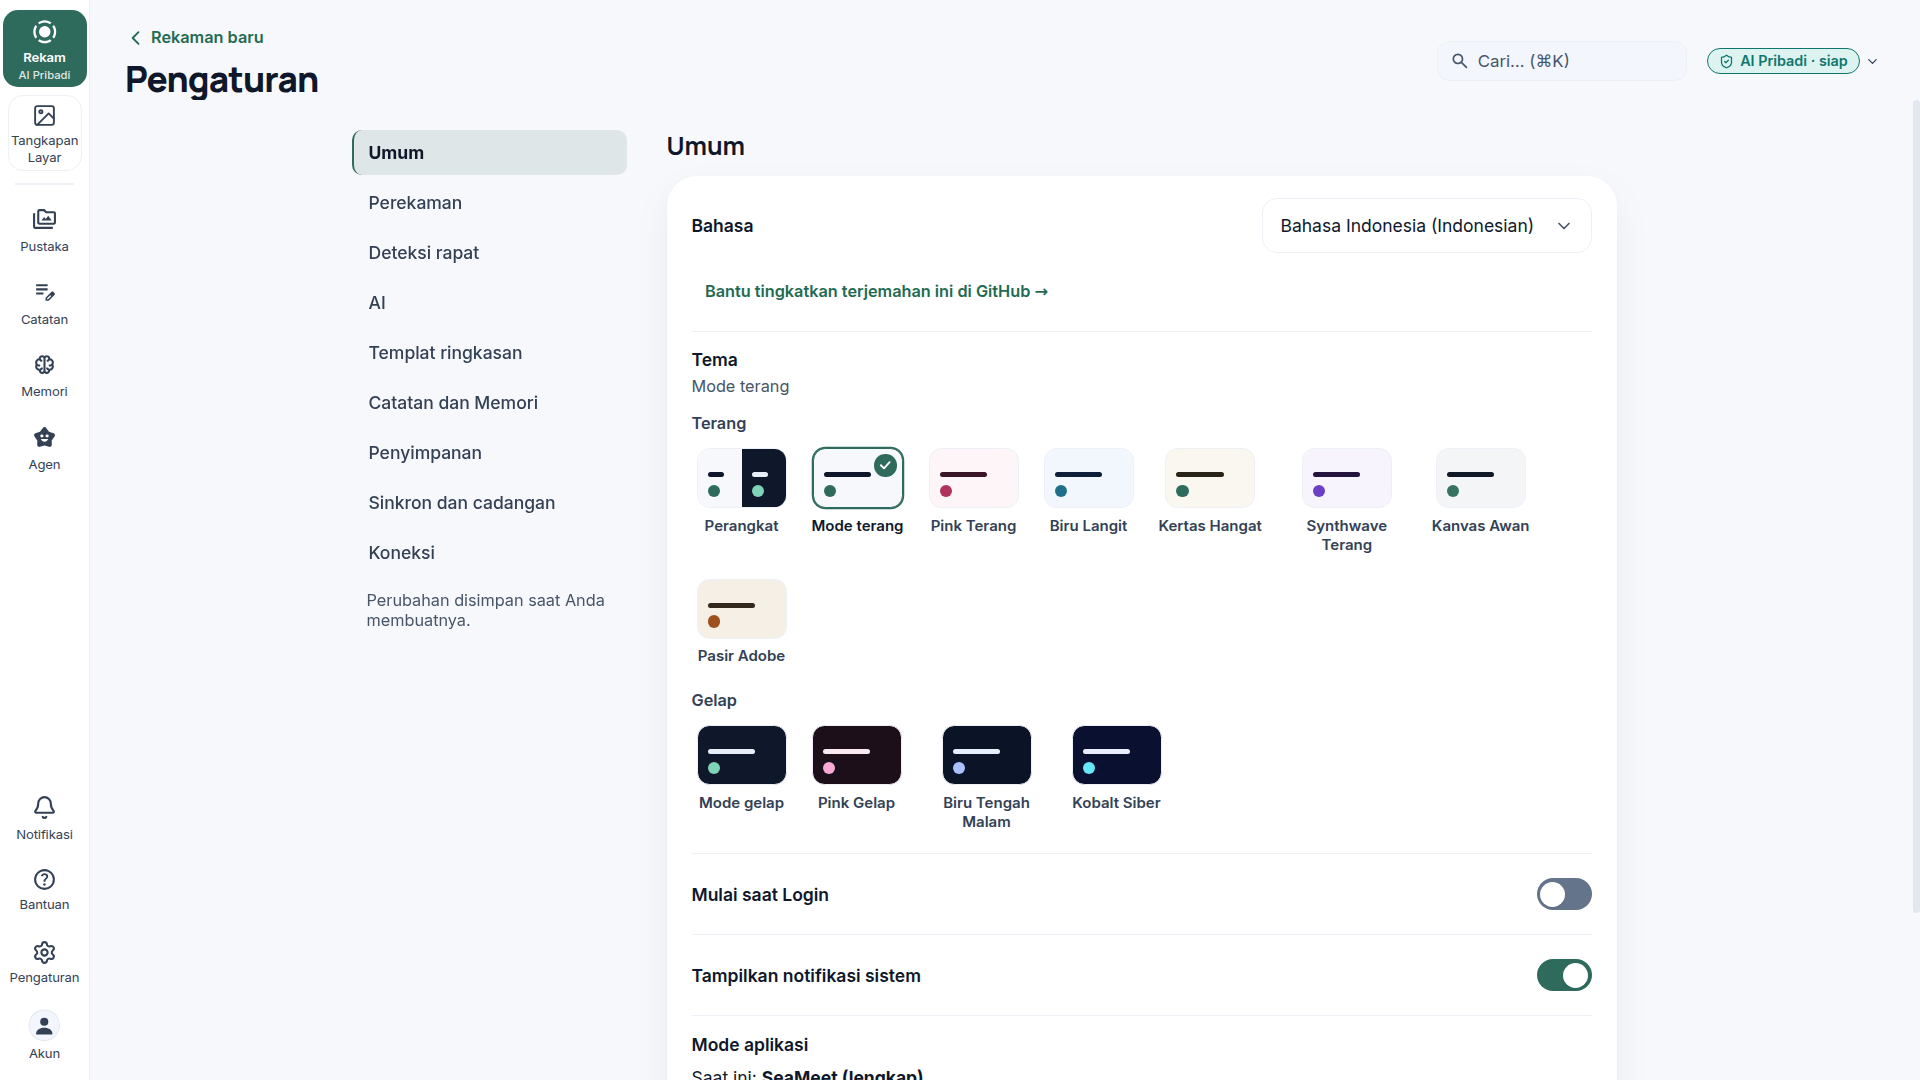 Rekam
AI Pribadi
Tangkapan
Layar
Pustaka
Catatan
Memori
Agen
Notifikasi
Bantuan
Pengaturan
Akun
Rekaman baru
Pengaturan
Cari... (⌘K)
AI Pribadi · siap
Umum
Perekaman
Deteksi rapat
AI
Templat ringkasan
Catatan dan Memori
Penyimpanan
Sinkron dan cadangan
Koneksi
Perubahan disimpan saat Anda
membuatnya.
Umum
Bahasa
Bahasa Indonesia (Indonesian)
Bantu tingkatkan terjemahan ini di GitHub →
Tema
Mode terang
Terang
Perangkat
Mode terang
Pink Terang
Biru Langit
Kertas Hangat
Synthwave
Terang
Kanvas Awan
Pasir Adobe
Gelap
Mode gelap
Pink Gelap
Biru Tengah
Malam
Kobalt Siber
Mulai saat Login
Tampilkan notifikasi sistem
Mode aplikasi
Saat ini: SeaMeet (lengkap)